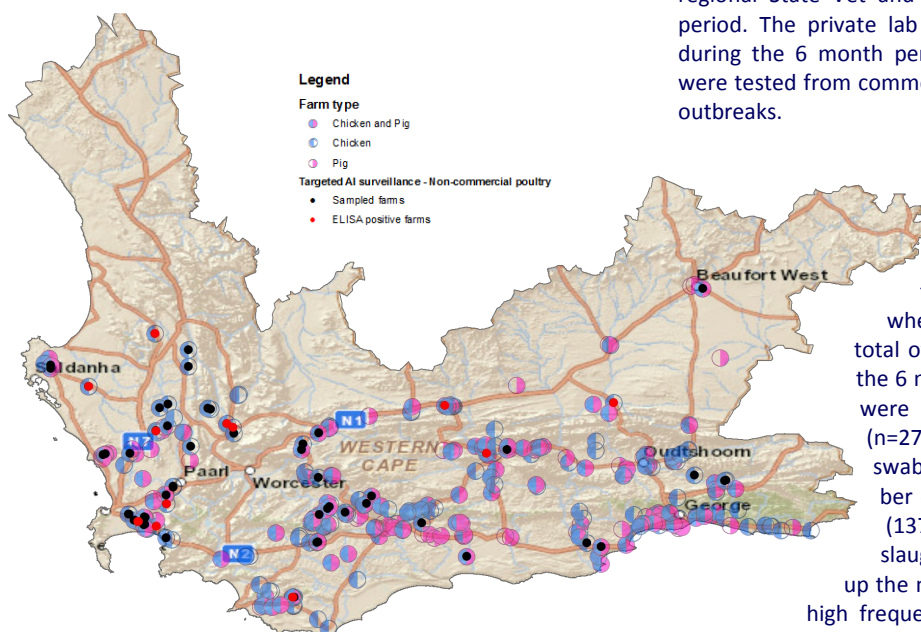 regional State Vet and
period. The private lab
during the 6 month per
were tested from comme
outbreaks.
Legend
Farm type
Chicken and Pig
Chicken
Pig
Targeted AI surveillance - Non-commercial poultry
Sampled farms
ELISA positive farms
Beaufort West
whe
total o
the 6 m
were
(n=27
swab
ber
(137
slaug
up the n
high freque
Saldanha
N1
WESTERN
CAPE
N7
Paarl
Worcester
Oudtshoorn
George
N2